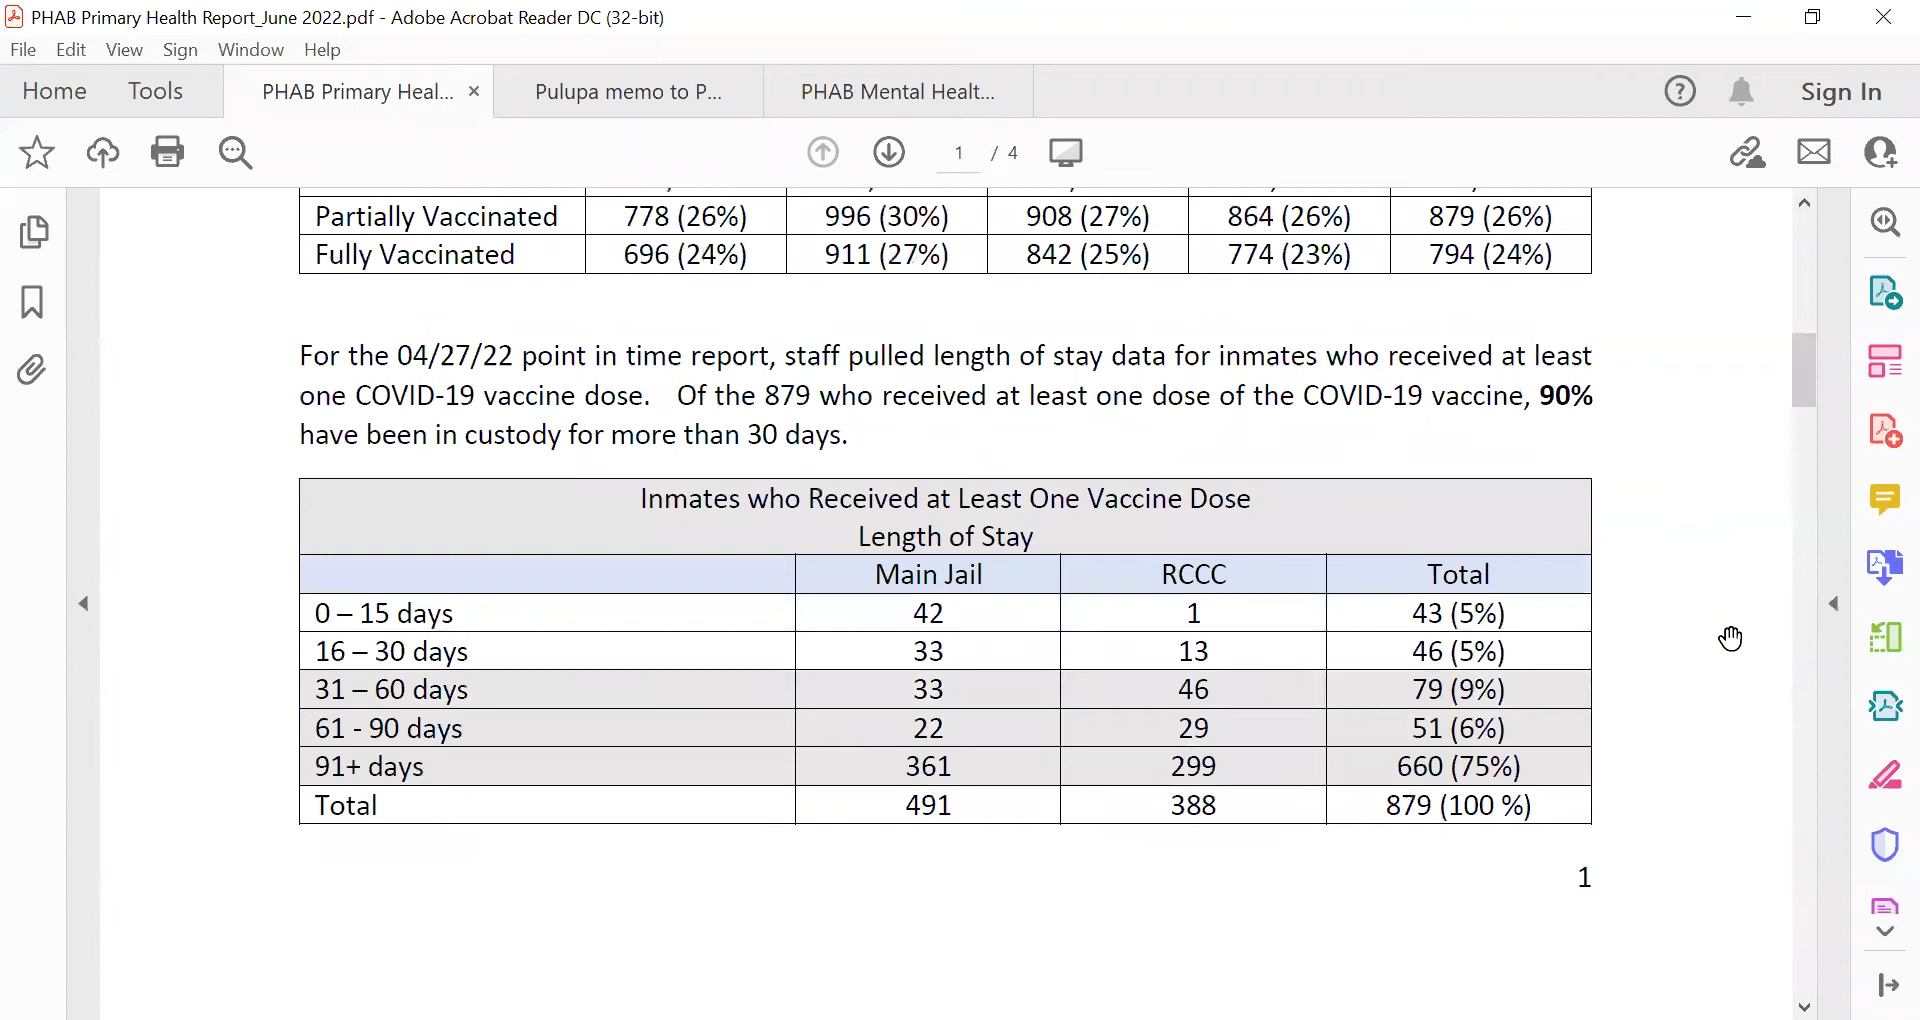 PHAB Primary Health Report_June 2022.pdf - Adobe Acrobat Reader DC (32-bit)
File Edit View Sign Window Help
Home Tools PHAB Primary Heal... × Pulupa memo to P... PHAB Mental Healt... ? Sign In
1 / 4
Partially Vaccinated 778 (26%) 996 (30%) 908 (27%) 864 (26%) 879 (26%)
Fully Vaccinated 696 (24%) 911 (27%) 842 (25%) 774 (23%) 794 (24%)
For the 04/27/22 point in time report, staff pulled length of stay data for inmates who received at least
one COVID-19 vaccine dose. Of the 879 who received at least one dose of the COVID-19 vaccine, 90%
have been in custody for more than 30 days.
Inmates who Received at Least One Vaccine Dose
Length of Stay
Main Jail RCCC Total
0 – 15 days 42 1 43 (5%)
16 – 30 days 33 13 46 (5%)
31 – 60 days 33 46 79 (9%)
61 - 90 days 22 29 51 (6%)
91+ days 361 299 660 (75%)
Total 491 388 879 (100 %)
1